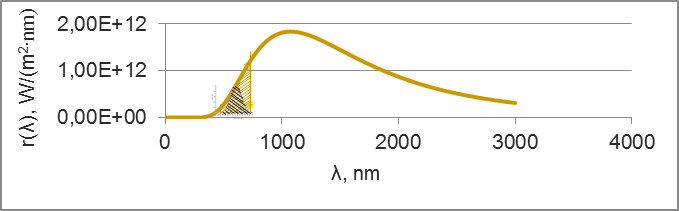 r(λ), W/(m²·nm)
2,00E+12
1,00E+12
0,00E+00
0 1000 2000 3000 4000
λ, nm